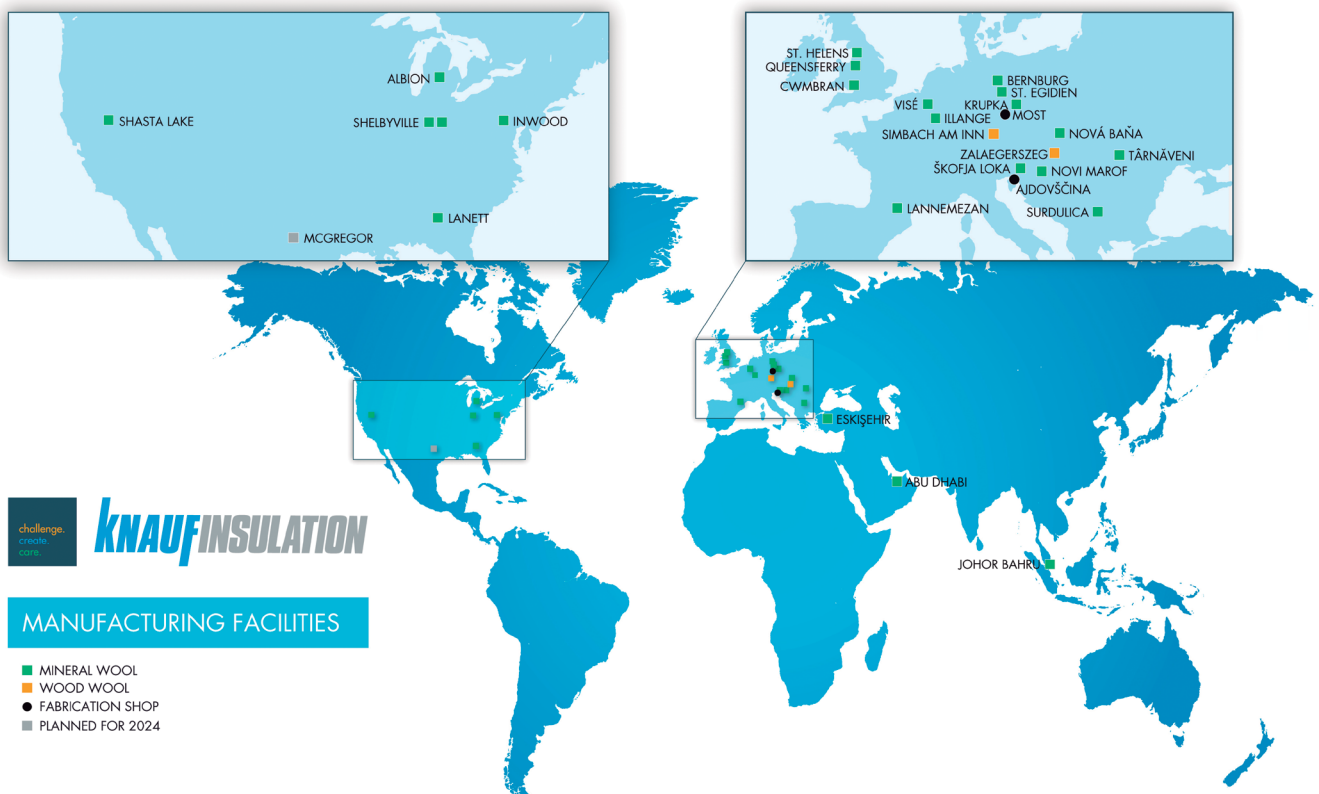 ALBION
SHASTA LAKE
SHELBYVILLE
INWOOD
LANETT
MCGREGOR
ST. HELENS
QUEENSFERRY
CWMBRAN
BERNBURG
ST. EGIDIEN
VISÉ
KRUPKA
ILLANGE
MOST
SIMBACH AM INN
NOVÁ BAŇA
ZALAEGERSZEG
TÂRNĂVENI
ŠKOFJA LOKA
NOVI MAROF
AJDOVŠČINA
LANNEMEZAN
SURDULICA
ESKIŞEHIR
ABU DHABI
JOHOR BAHRU
challenge.
create.
care.
KNAUFINSULATION
MANUFACTURING FACILITIES
MINERAL WOOL
WOOD WOOL
FABRICATION SHOP
PLANNED FOR 2024